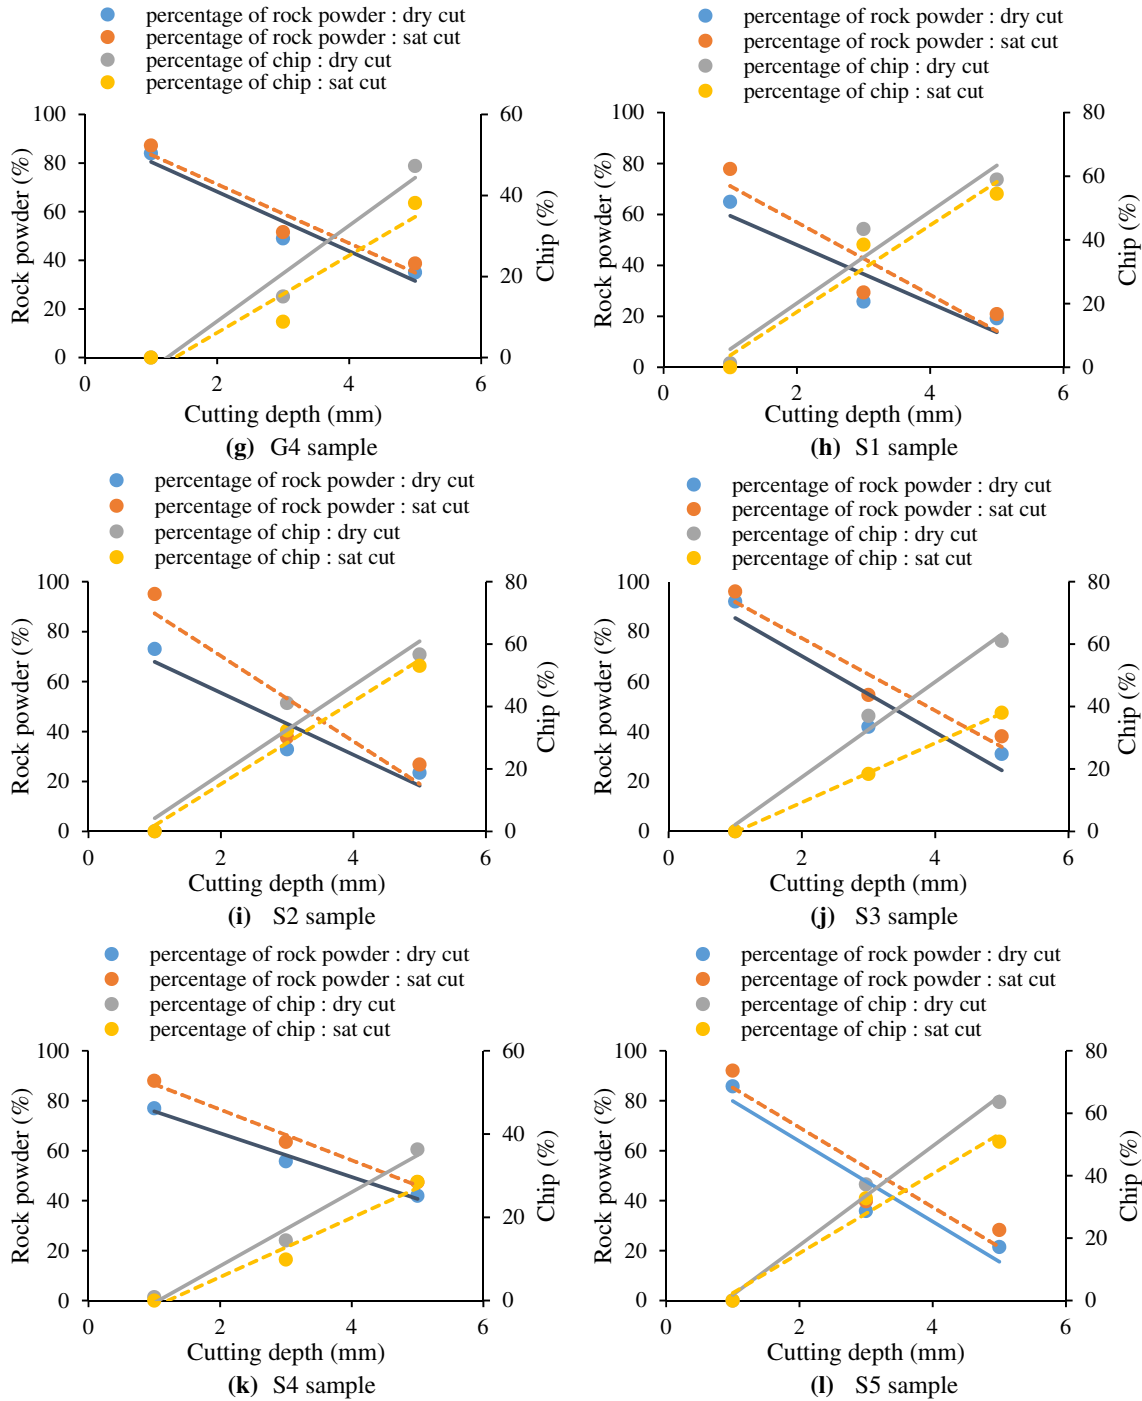 percentage of rock powder : dry cut
percentage of rock powder : sat cut
percentage of chip : dry cut
percentage of chip : sat cut
100
80
60
40
20
0
Rock powder (%)
60
40
20
0
Chip (%)
0 2 4 6
Cutting depth (mm)
(g) G4 sample
percentage of rock powder : dry cut
percentage of rock powder : sat cut
percentage of chip : dry cut
percentage of chip : sat cut
100
80
60
40
20
0
Rock powder (%)
80
60
40
20
0
Chip (%)
0 2 4 6
Cutting depth (mm)
(h) S1 sample
percentage of rock powder : dry cut
percentage of rock powder : sat cut
percentage of chip : dry cut
percentage of chip : sat cut
100
80
60
40
20
0
Rock powder (%)
80
60
40
20
0
Chip (%)
0 2 4 6
Cutting depth (mm)
(i) S2 sample
percentage of rock powder : dry cut
percentage of rock powder : sat cut
percentage of chip : dry cut
percentage of chip : sat cut
100
80
60
40
20
0
Rock powder (%)
80
60
40
20
0
Chip (%)
0 2 4 6
Cutting depth (mm)
(j) S3 sample
percentage of rock powder : dry cut
percentage of rock powder : sat cut
percentage of chip : dry cut
percentage of chip : sat cut
100
80
60
40
20
0
Rock powder (%)
60
40
20
0
Chip (%)
0 2 4 6
Cutting depth (mm)
(k) S4 sample
percentage of rock powder : dry cut
percentage of rock powder : sat cut
percentage of chip : dry cut
percentage of chip : sat cut
100
80
60
40
20
0
Rock powder (%)
80
60
40
20
0
Chip (%)
0 2 4 6
Cutting depth (mm)
(l) S5 sample